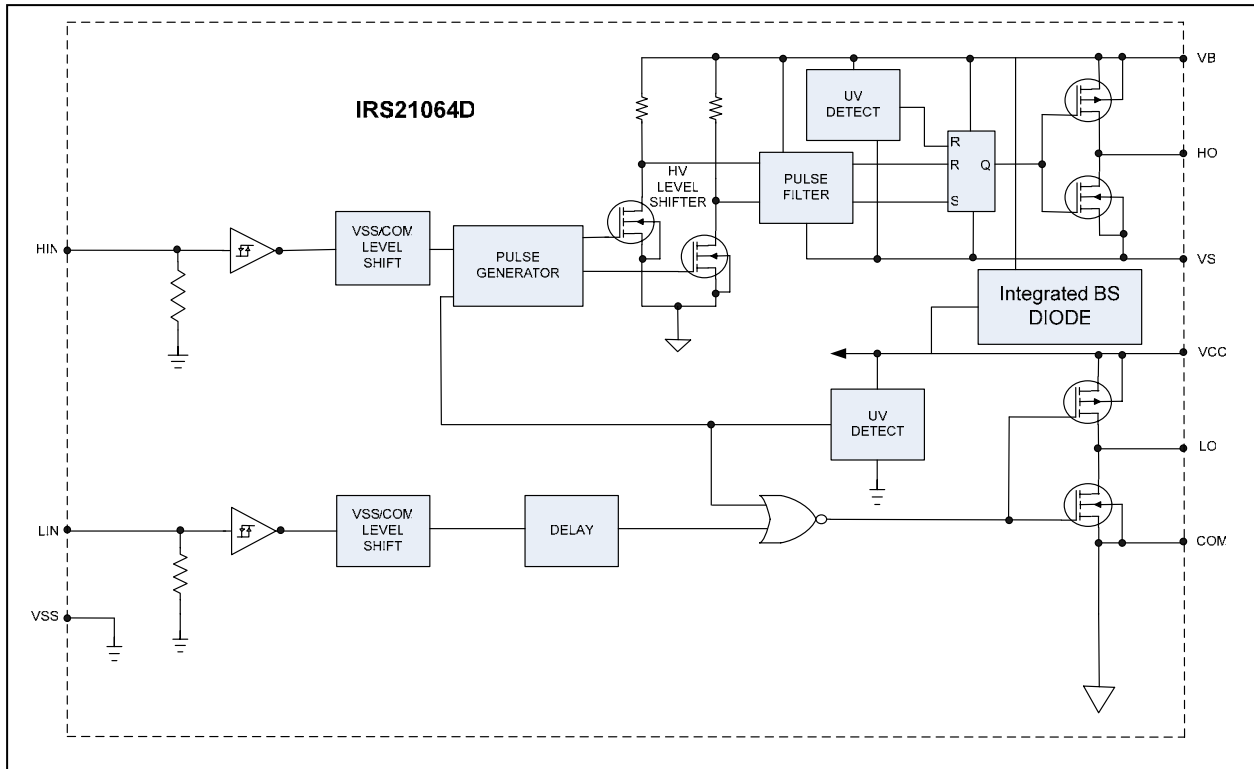 IRS21064D
VB
UV
DETECT
R
R
Q
S
HO
HV
LEVEL
SHIFTER
PULSE
FILTER
HIN
VSS/COM
LEVEL
SHIFT
PULSE
GENERATOR
VS
Integrated BS
DIODE
VCC
UV
DETECT
LO
LIN
VSS/COM
LEVEL
SHIFT
DELAY
COM
VSS